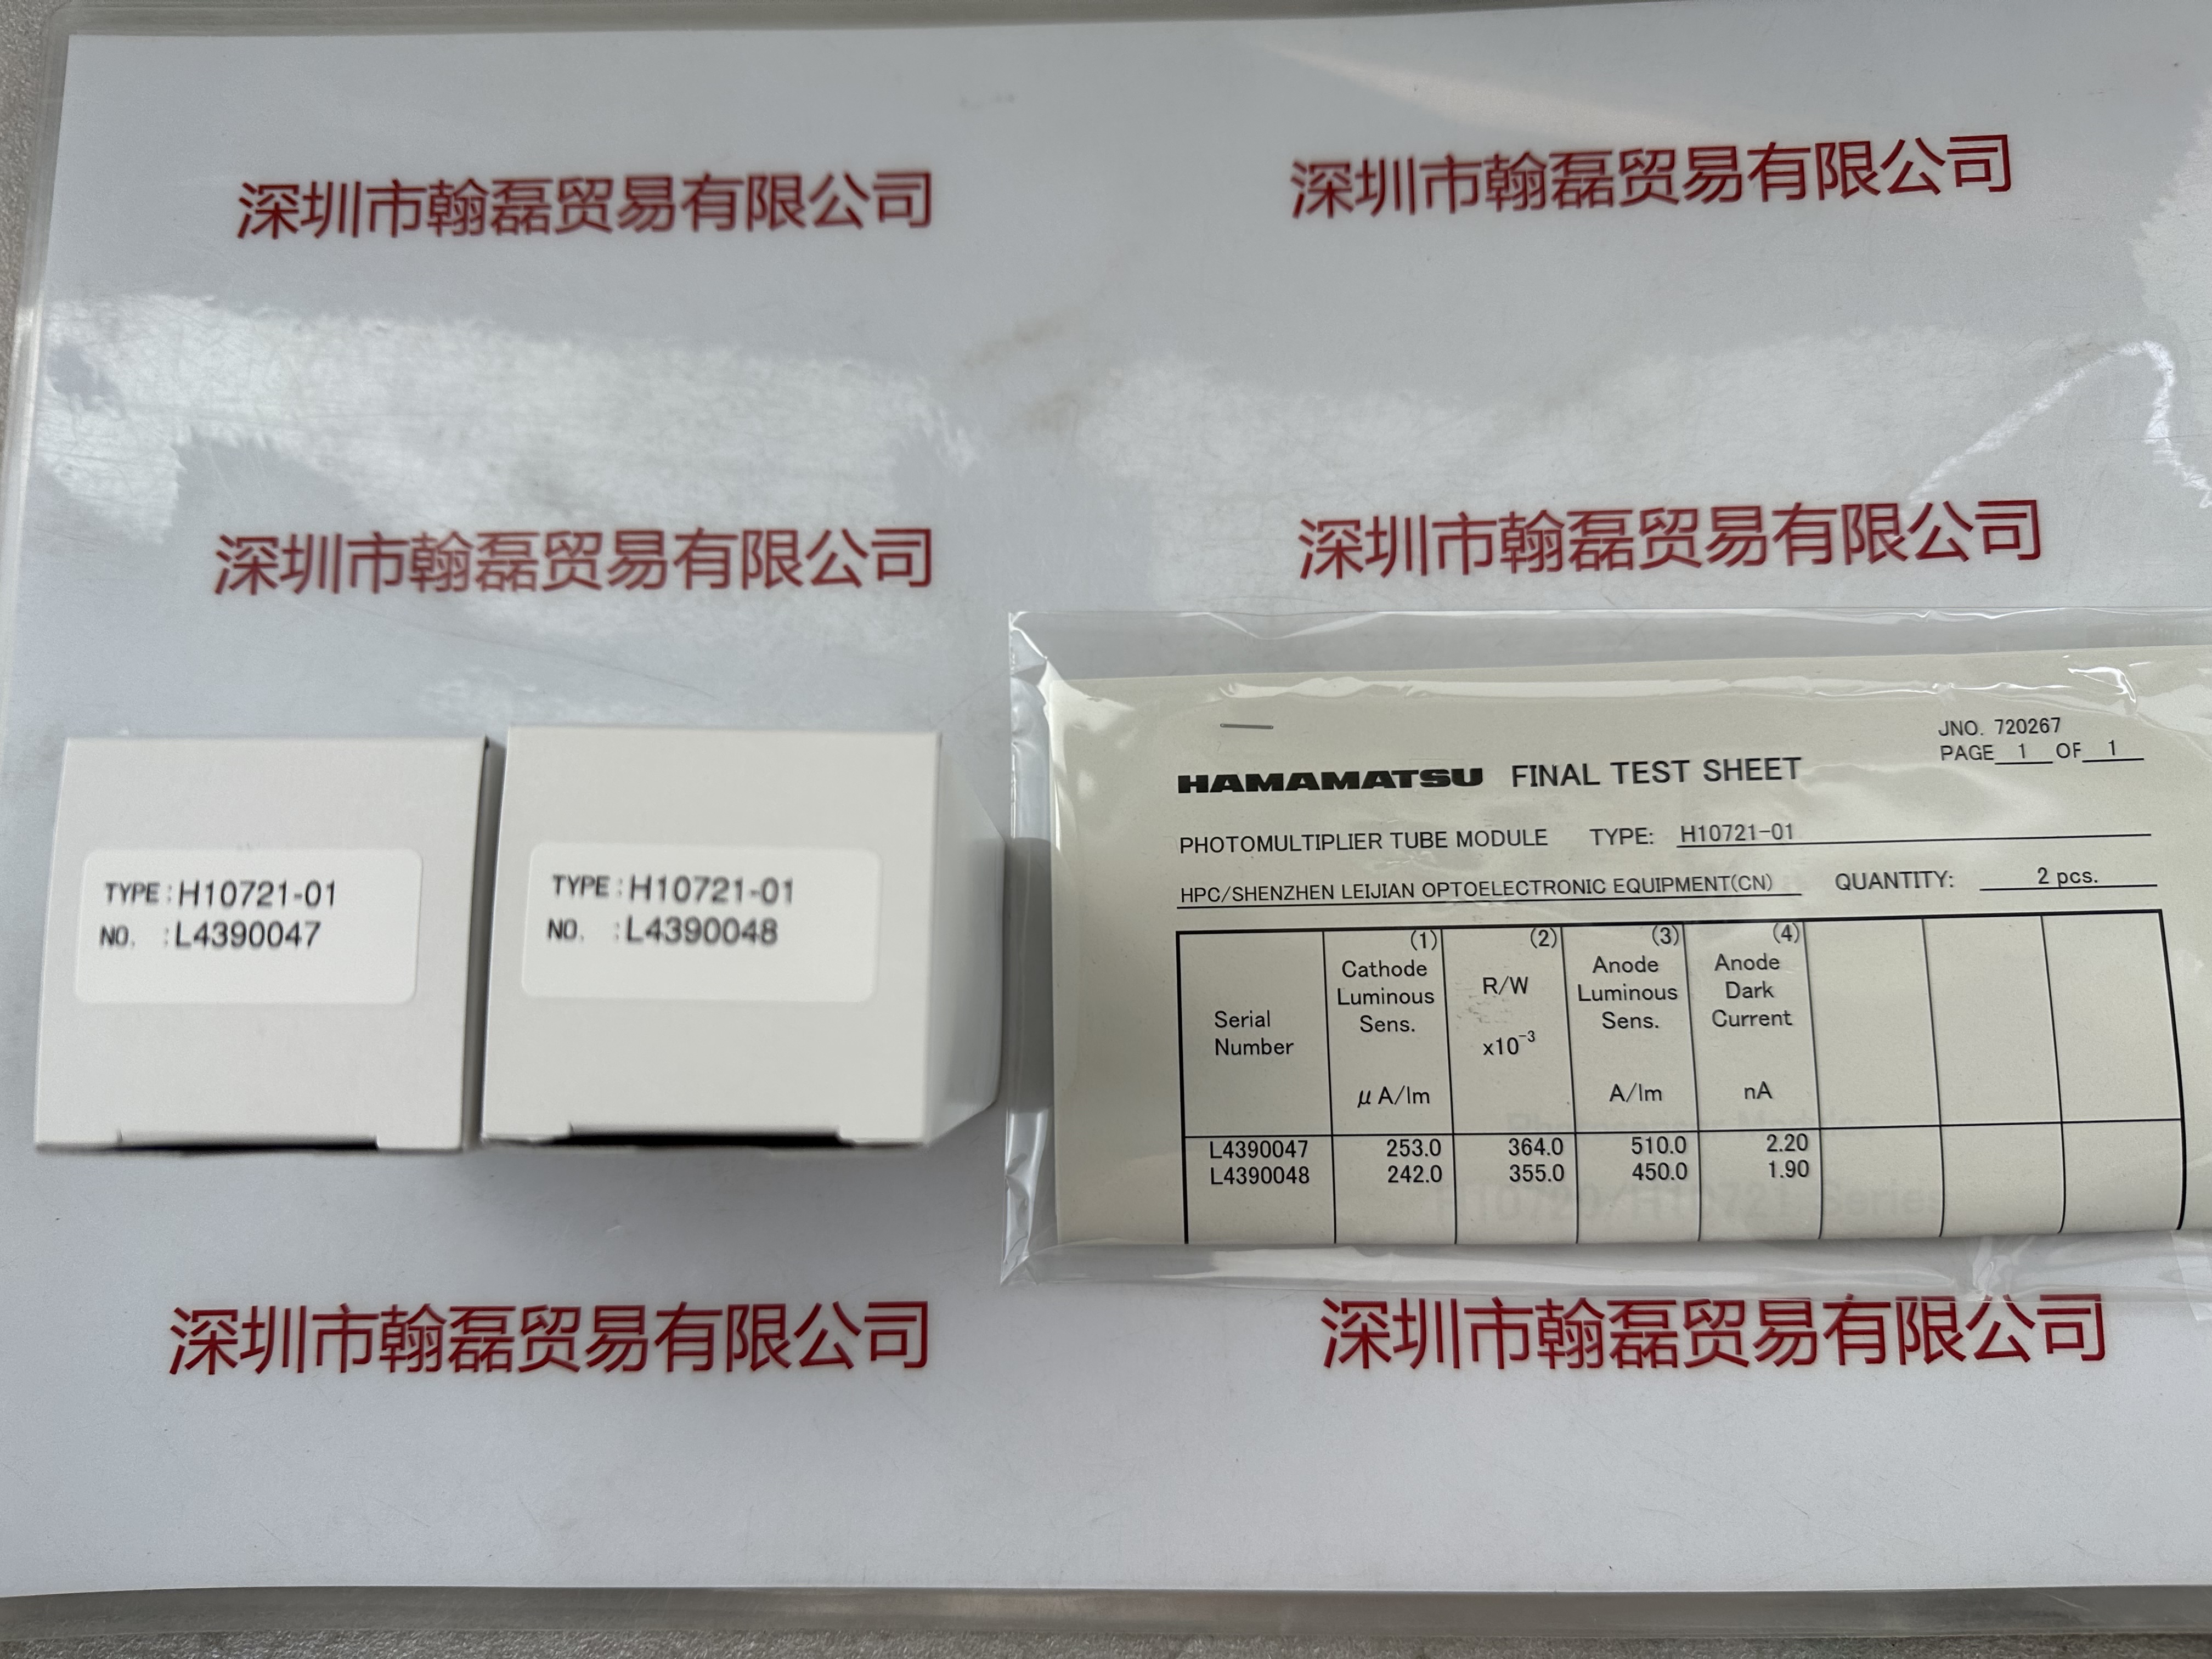 深圳市翰磊贸易有限公司
深圳市翰磊贸易有限公司
深圳市翰磊贸易有限公司
深圳市翰磊贸易有限公司
TYPE : H10721-01
NO. : L4390047
TYPE : H10721-01
NO. : L4390048
JNO. 720267
PAGE 1 OF 1
HAMAMATSU FINAL TEST SHEET
PHOTOMULTIPLIER TUBE MODULE TYPE: H10721-01
HPC/SHENZHEN LEIJIAN OPTOELECTRONIC EQUIPMENT(CN) QUANTITY: 2 pcs.
Serial Number
(1) Cathode Luminous Sens. μA/lm
(2) R/W x10⁻³
(3) Anode Luminous Sens. A/lm
(4) Anode Dark Current nA
L4390047 253.0 364.0 510.0 2.20
L4390048 242.0 355.0 450.0 1.90
H10720/H10721 Series
深圳市翰磊贸易有限公司
深圳市翰磊贸易有限公司